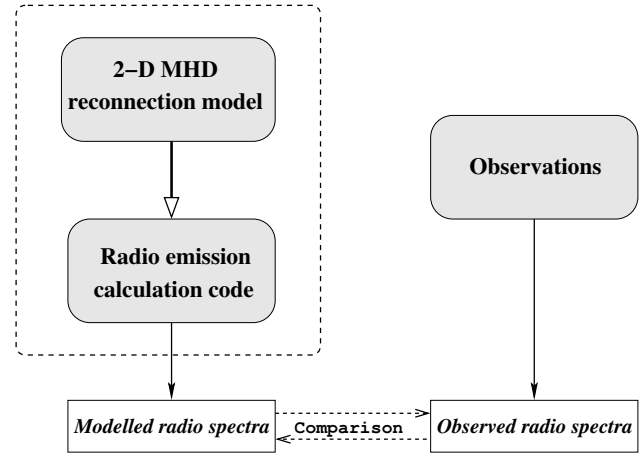 2–D MHD
reconnection model
Observations
Radio emission
calculation code
Modelled radio spectra
Comparison
Observed radio spectra